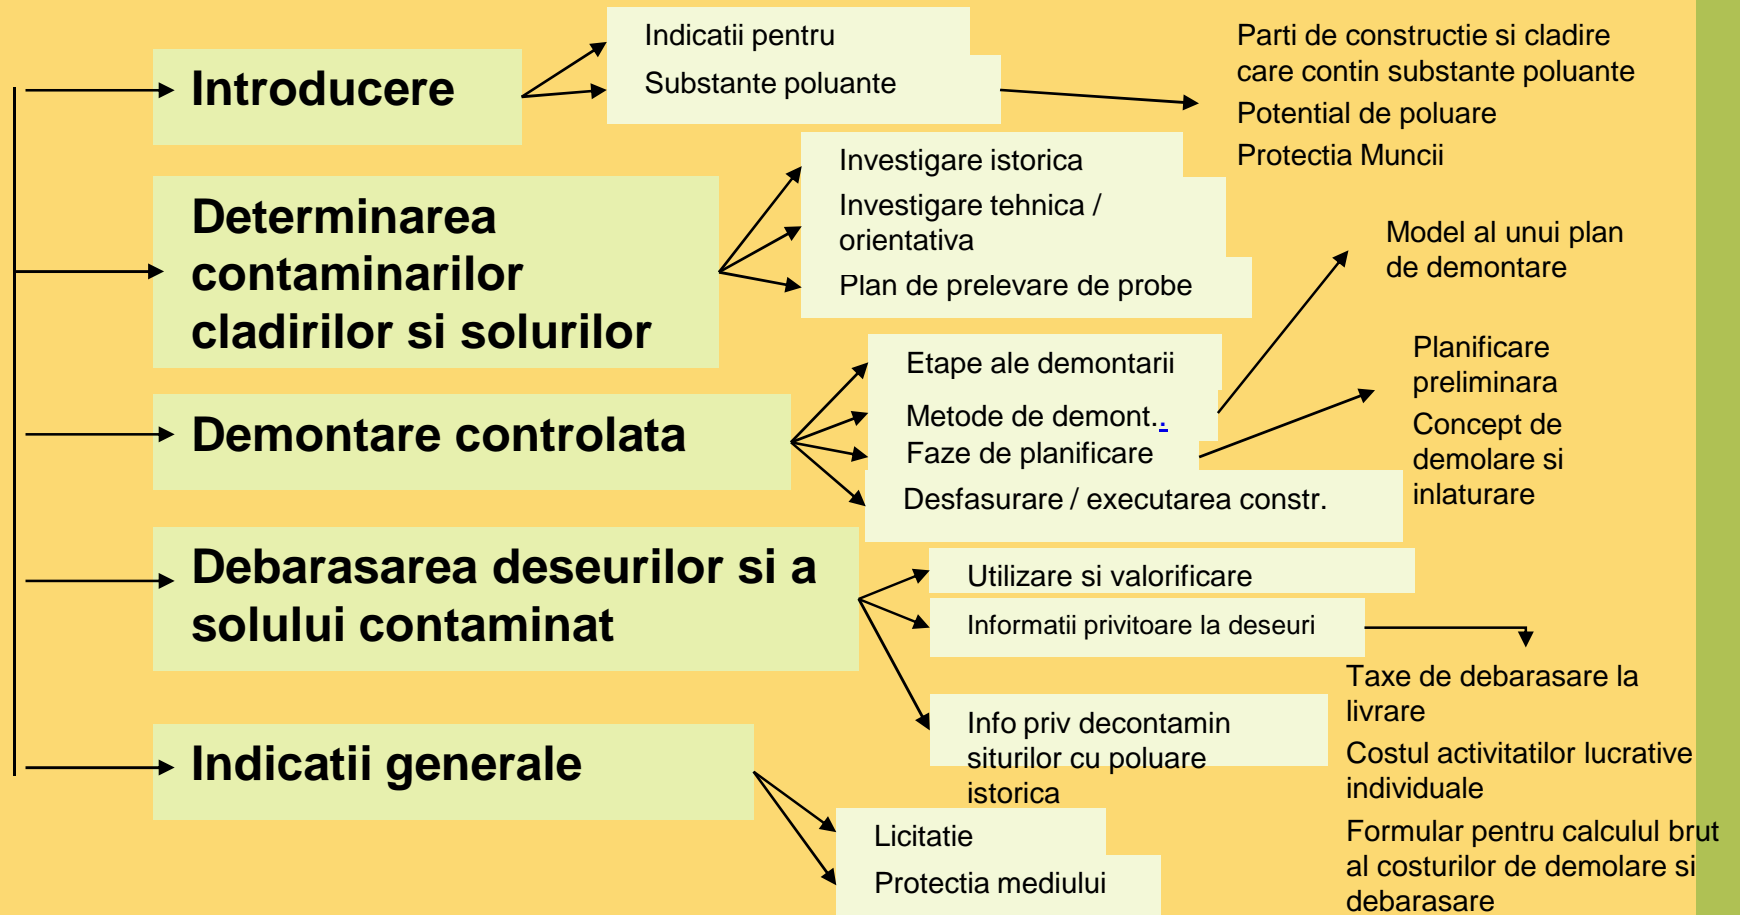 Introducere
Indicatii pentru
Substante poluante
Parti de constructie si cladire
care contin substante poluante
Potential de poluare
Protectia Muncii
Determinarea
contaminarilor
cladirilor si solurilor
Investigare istorica
Investigare tehnica /
orientativa
Plan de prelevare de probe
Demontare controlata
Etape ale demontarii
Metode de demont..
Faze de planificare
Desfasurare / executarea constr.
Model al unui plan
de demontare
Planificare
preliminara
Concept de
demolare si
inlaturare
Debarasarea deseurilor si a
solului contaminat
Utilizare si valorificare
Informatii privitoare la deseuri
Info priv decontamin
siturilor cu poluare
istorica
Taxe de debarasare la
livrare
Costul activitatilor lucrative
individuale
Formular pentru calculul brut
al costurilor de demolare si
debarasare
Indicatii generale
Licitatie
Protectia mediului